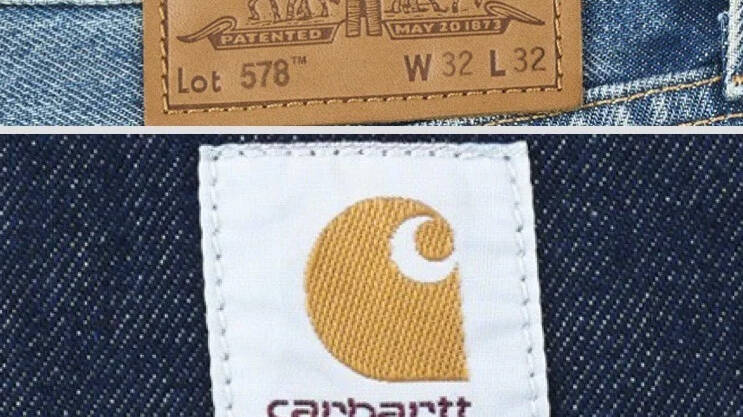 PATENTED MAY 20 1873
Lot 578™ W 32 L 32
carhartt